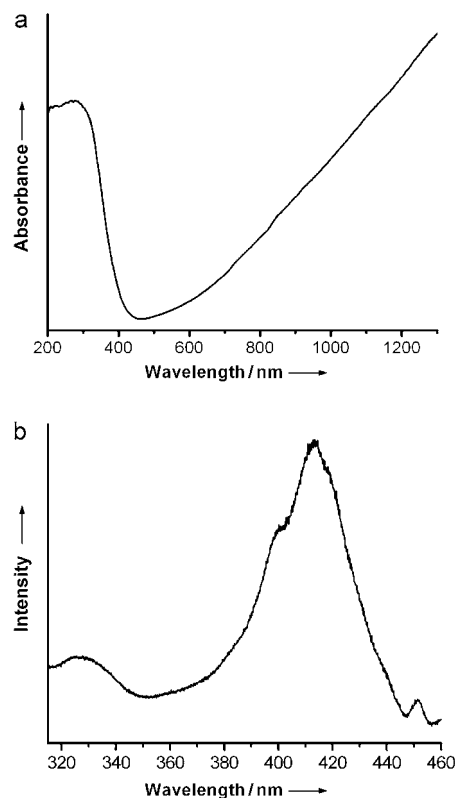 a
Absorbance →
200 400 600 800 1000 1200
Wavelength / nm →
b
Intensity →
320 340 360 380 400 420 440 460
Wavelength / nm →